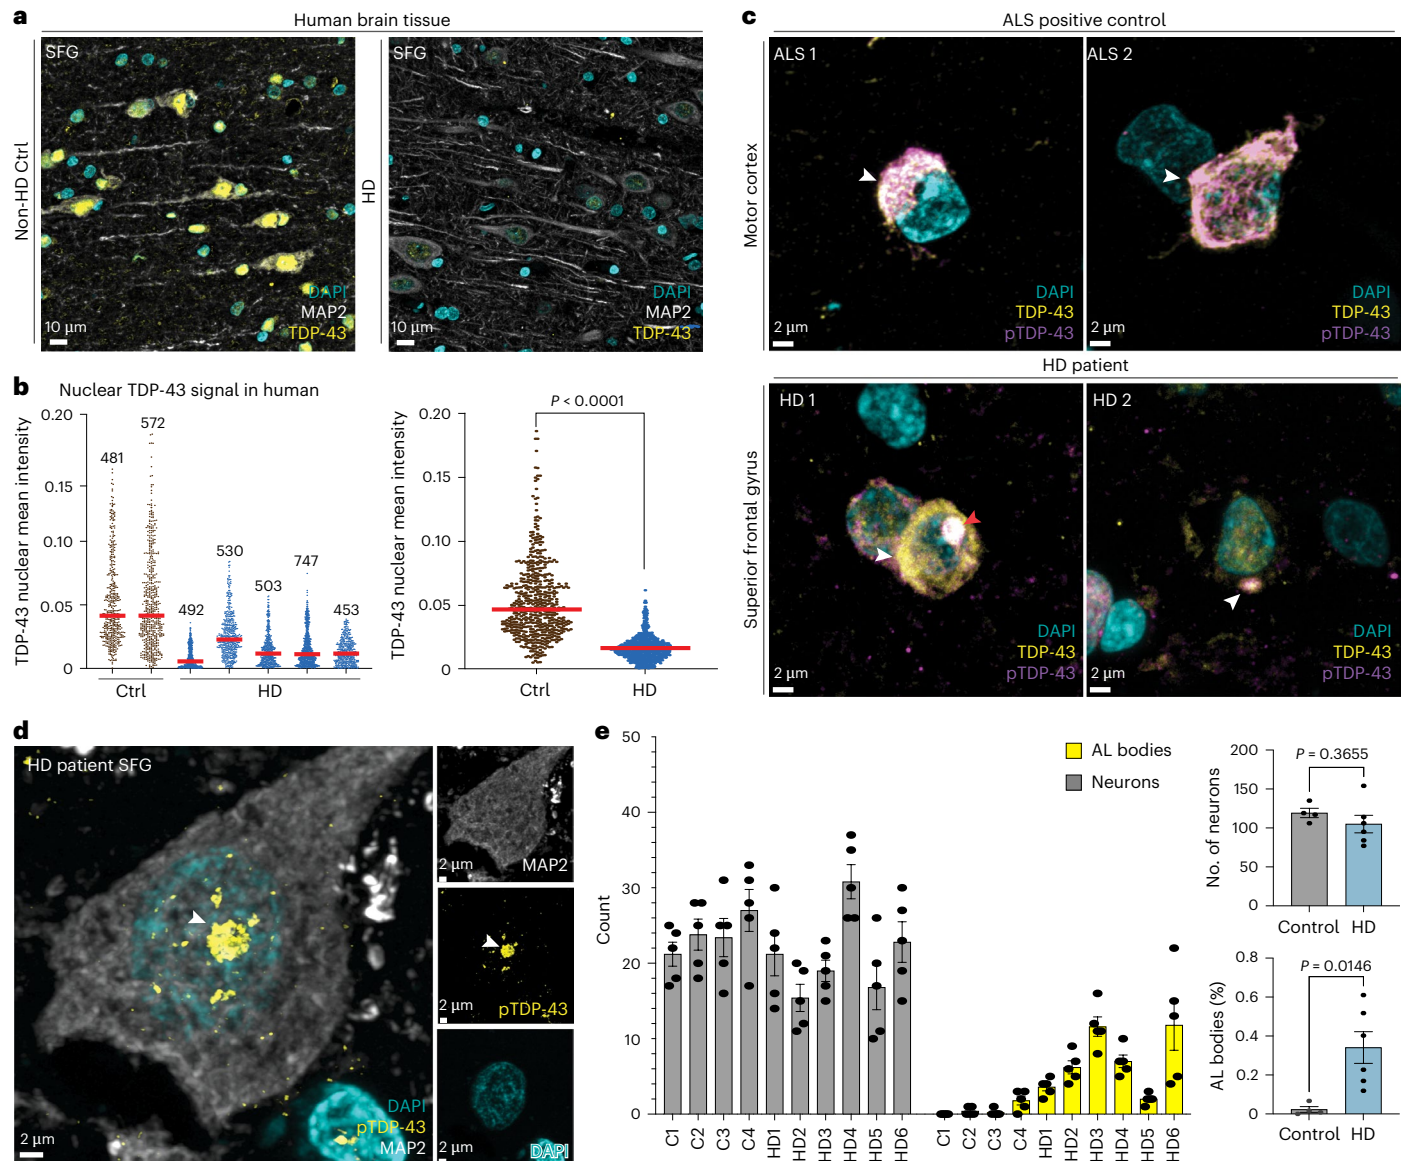 a
Human brain tissue
Non-HD Ctrl
SFG
DAPI
MAP2
TDP-43
10 µm
HD
SFG
DAPI
MAP2
TDP-43
10 µm
b
Nuclear TDP-43 signal in human
TDP-43 nuclear mean intensity
0.20
0.15
0.10
0.05
0
481
572
492
530
503
747
453
Ctrl
HD
TDP-43 nuclear mean intensity
0.20
0.15
0.10
0.05
0
P < 0.0001
Ctrl
HD
c
ALS positive control
Motor cortex
ALS 1
DAPI
TDP-43
pTDP-43
2 µm
ALS 2
DAPI
TDP-43
pTDP-43
2 µm
HD patient
Superior frontal gyrus
HD 1
DAPI
TDP-43
pTDP-43
2 µm
HD 2
DAPI
TDP-43
pTDP-43
2 µm
d
HD patient SFG
DAPI
pTDP-43
MAP2
2 µm
2 µm
MAP2
2 µm
pTDP-43
2 µm
DAPI
e
Count
50
40
30
20
10
0
AL bodies
Neurons
C1
C2
C3
C4
HD1
HD2
HD3
HD4
HD5
HD6
C1
C2
C3
C4
HD1
HD2
HD3
HD4
HD5
HD6
No. of neurons
200
150
100
50
0
P = 0.3655
Control
HD
AL bodies (%)
0.8
0.6
0.4
0.2
0
P = 0.0146
Control
HD